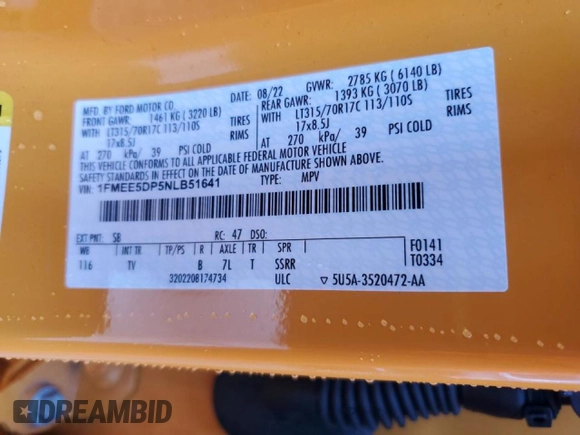 MFD. BY FORD MOTOR CO.
DATE: 08/22 GVWR: 2785 KG ( 6140 LB)
FRONT GAWR: 1461 KG ( 3220 LB) REAR GAWR: 1393 KG ( 3070 LB)
WITH LT315/70R17C 113/110S TIRES WITH LT315/70R17C 113/110S TIRES
17x8.5J RIMS 17x8.5J RIMS
AT 270 kPa/ 39 PSI COLD AT 270 kPa/ 39 PSI COLD
THIS VEHICLE CONFORMS TO ALL APPLICABLE FEDERAL MOTOR VEHICLE
SAFETY STANDARDS IN EFFECT ON THE DATE OF MANUFACTURE SHOWN ABOVE.
VIN: 1FMEE5DP5NLB51641 TYPE: MPV
EXT PNT: SB RC: 47 DSO:
WB INT TR TP/PS R AXLE TR SPR F0141
116 TV B 7L T SSRR T0334
3202208174734 ULC ▽ 5U5A-3520472-AA
DREAMBID